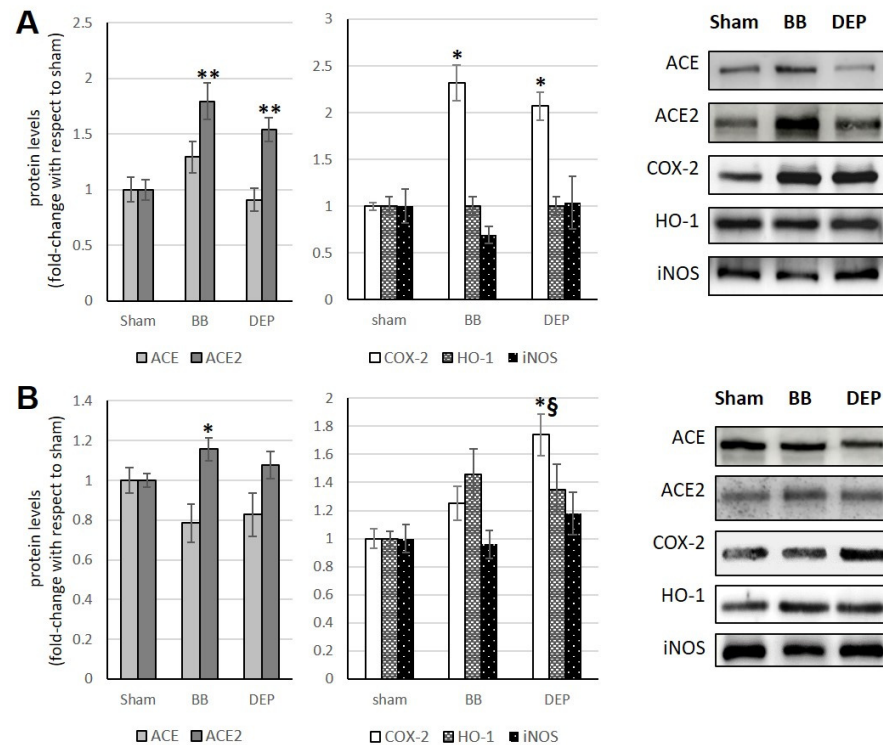 A
protein levels
(fold-change with respect to sham)
2.5
2
1.5
1
0.5
0
**
**
Sham BB DEP
ACE ACE2
3
2.5
2
1.5
1
0.5
0
*
*
sham BB DEP
COX-2 HO-1 iNOS
Sham BB DEP
ACE
ACE2
COX-2
HO-1
iNOS
B
protein levels
(fold-change with respect to sham)
1.4
1.2
1
0.8
0.6
0.4
0.2
0
*
Sham BB DEP
ACE ACE2
2
1.8
1.6
1.4
1.2
1
0.8
0.6
0.4
0.2
0
*§
sham BB DEP
COX-2 HO-1 iNOS
Sham BB DEP
ACE
ACE2
COX-2
HO-1
iNOS